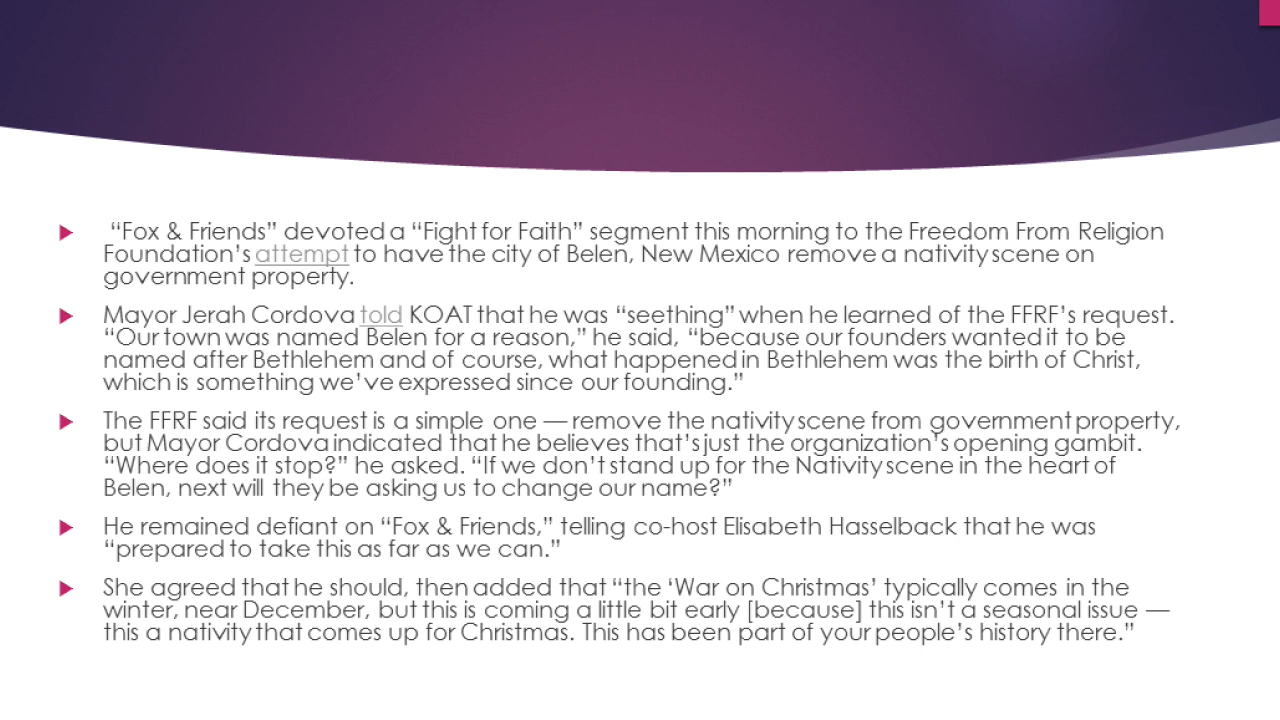 “Fox & Friends” devoted a “Fight for Faith” segment this morning to the Freedom From Religion
Foundation’s attempt to have the city of Belen, New Mexico remove a nativity scene on
government property.
Mayor Jerah Cordova told KOAT that he was “seething” when he learned of the FFRF’s request.
“Our town was named Belen for a reason,” he said, “because our founders wanted it to be
named after Bethlehem and of course, what happened in Bethlehem was the birth of Christ,
which is something we’ve expressed since our founding.”
The FFRF said its request is a simple one — remove the nativity scene from government property,
but Mayor Cordova indicated that he believes that’s just the organization’s opening gambit.
“Where does it stop?” he asked. “If we don’t stand up for the Nativity scene in the heart of
Belen, next will they be asking us to change our name?”
He remained defiant on “Fox & Friends,” telling co-host Elisabeth Hasselback that he was
“prepared to take this as far as we can.”
She agreed that he should, then added that “the ‘War on Christmas’ typically comes in the
winter, near December, but this is coming a little bit early [because] this isn’t a seasonal issue —
this a nativity that comes up for Christmas. This has been part of your people’s history there.”